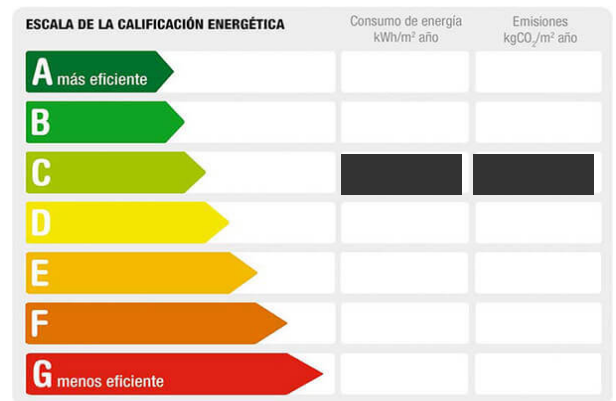 ESCALA DE LA CALIFICACIÓN ENERGÉTICA
Consumo de energía
kWh/m² año
Emisiones
kgCO₂/m² año
A más eficiente
B
C
D
E
F
G menos eficiente